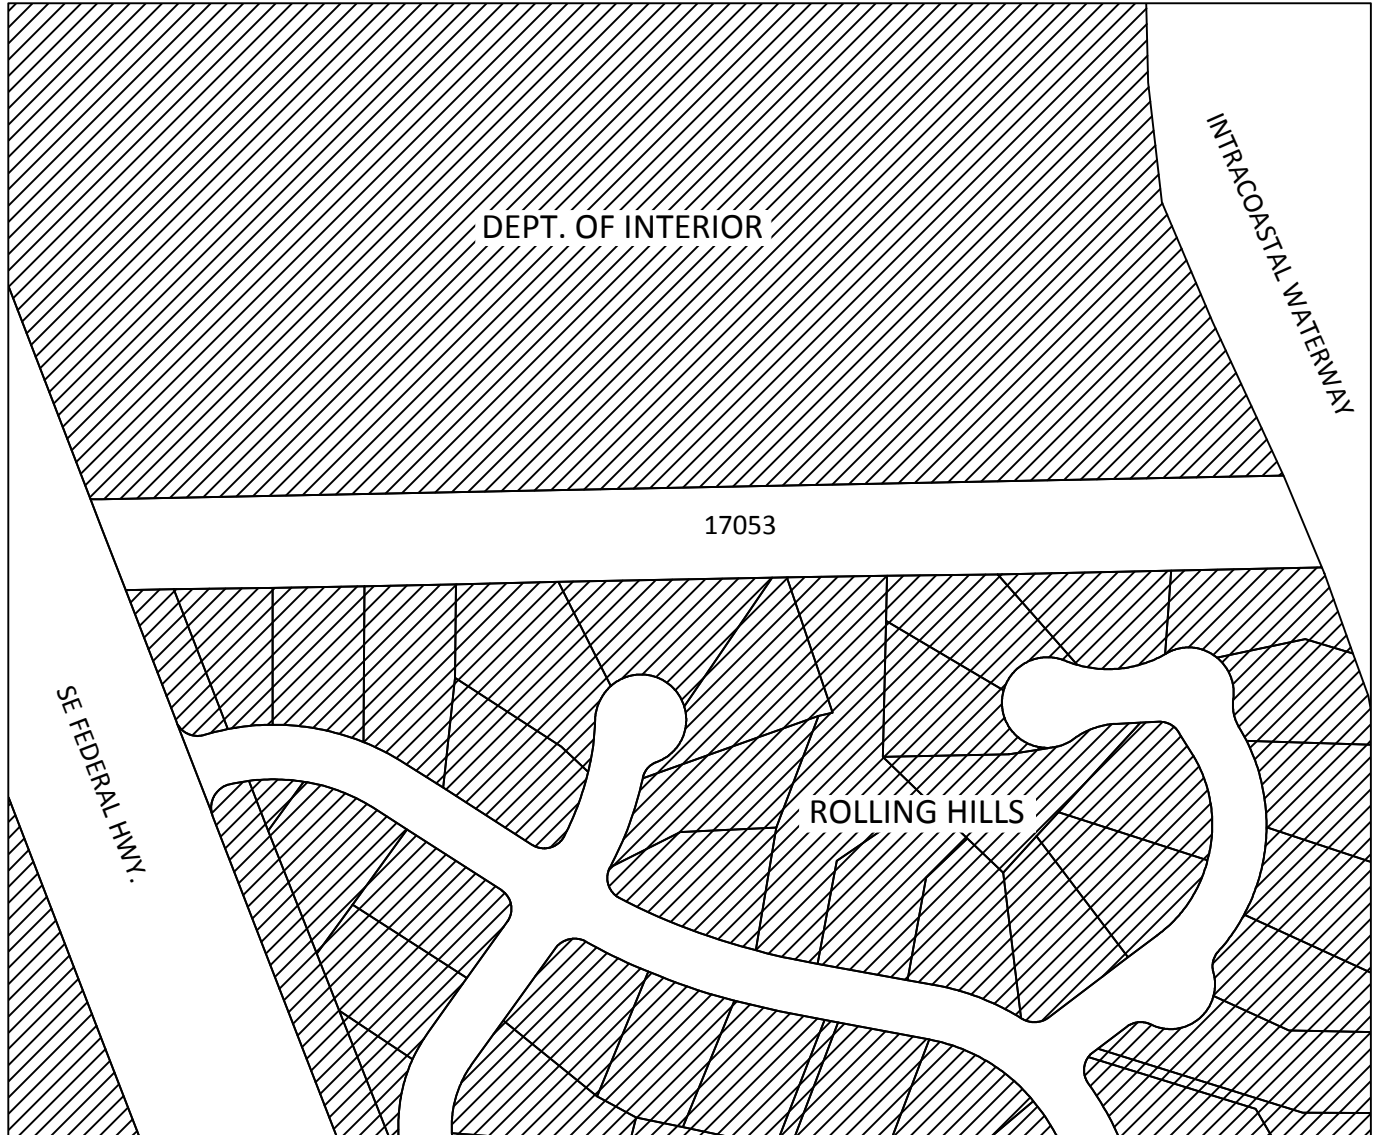 INTRACOASTAL WATERWAY
DEPT. OF INTERIOR
17053
SE FEDERAL HWY.
ROLLING HILLS